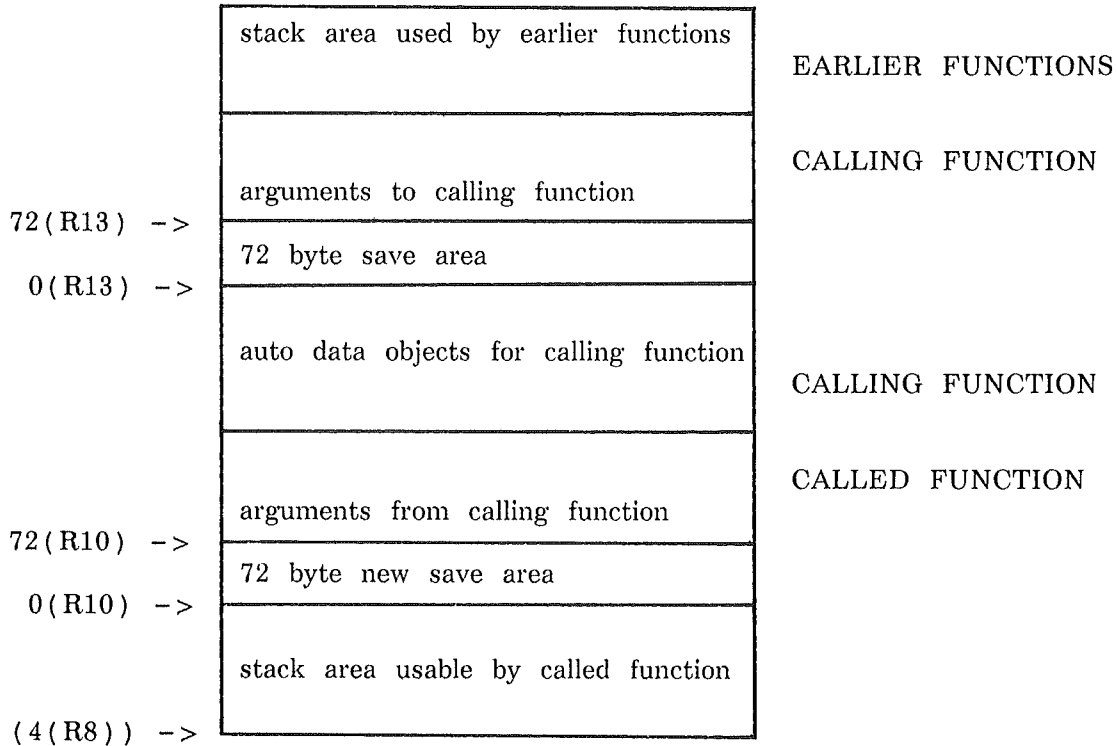 stack area used by earlier functions
EARLIER FUNCTIONS
CALLING FUNCTION
arguments to calling function
72(R13) ->
72 byte save area
0(R13) ->
auto data objects for calling function
CALLING FUNCTION
CALLED FUNCTION
arguments from calling function
72(R10) ->
72 byte new save area
0(R10) ->
stack area usable by called function
(4(R8)) ->